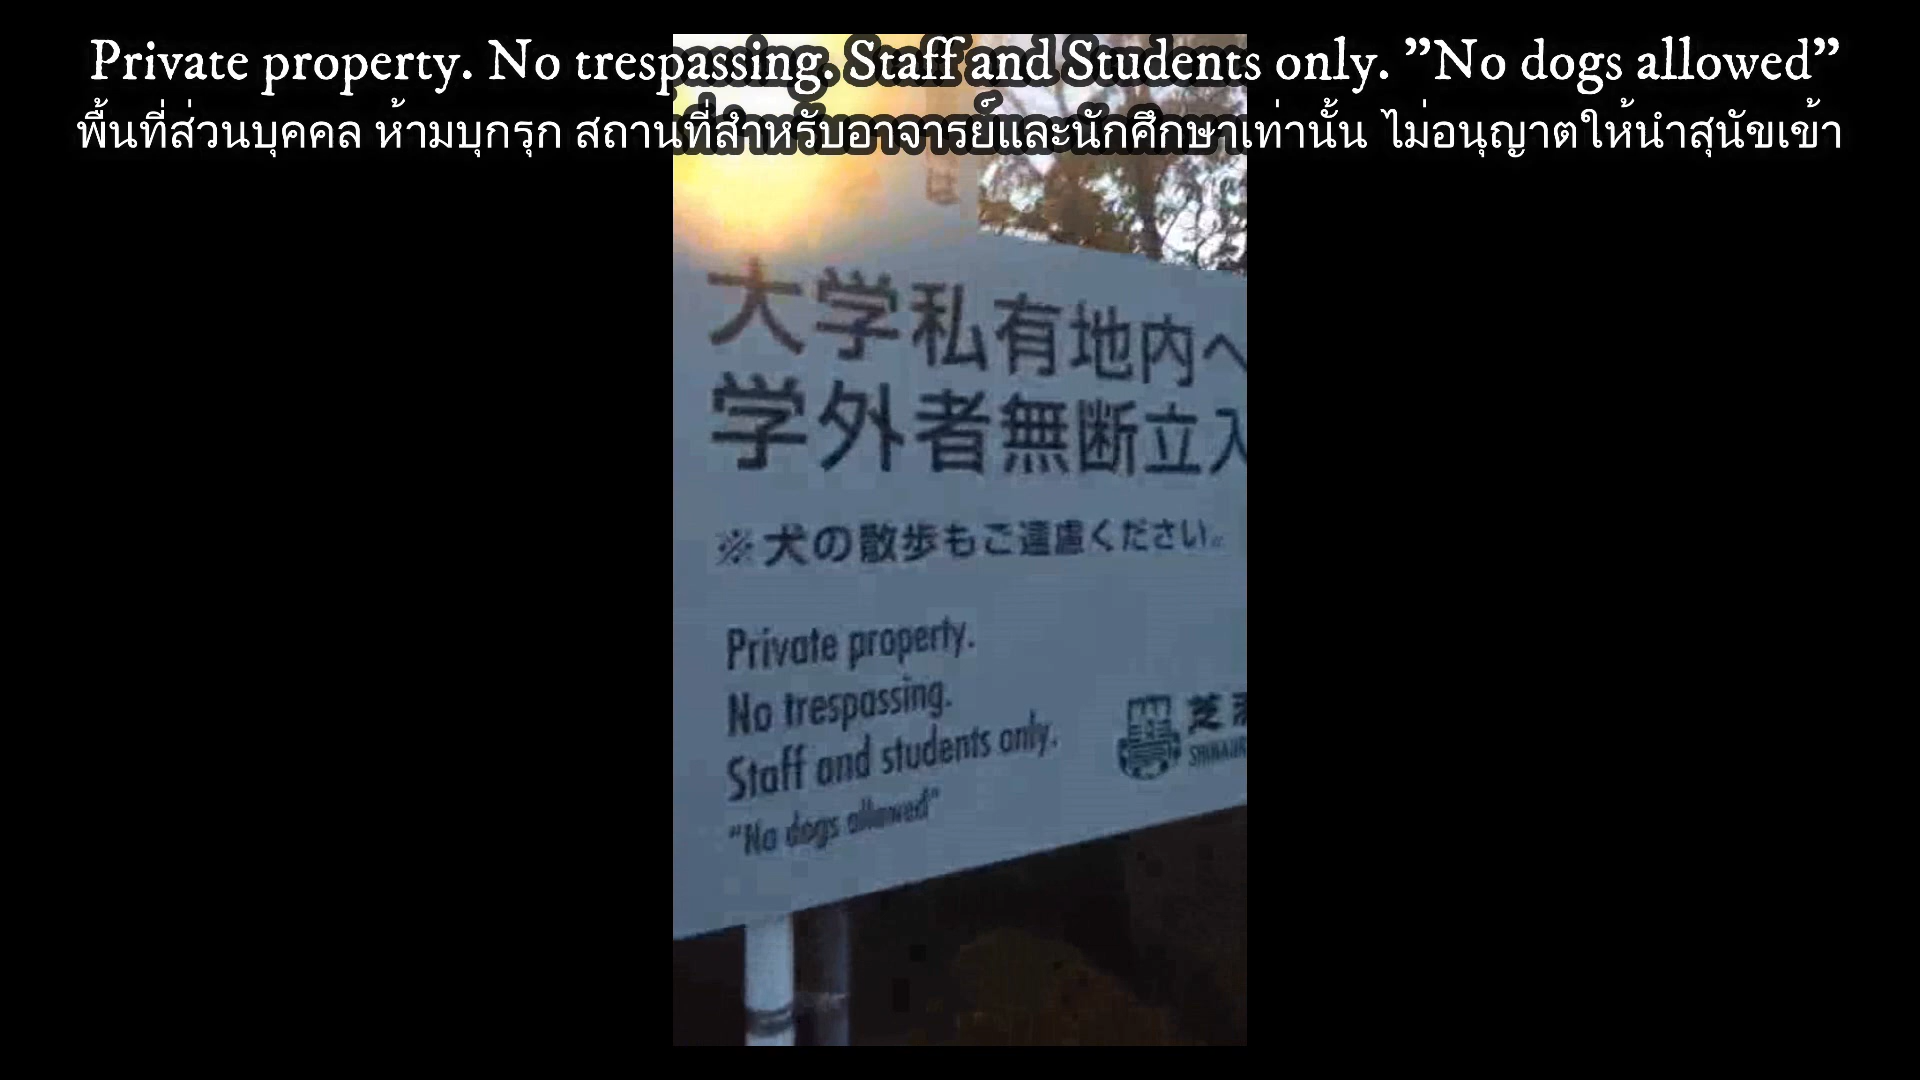 Private property. No trespassing. Staff and Students only. "No dogs allowed"
พื้นที่ส่วนบุคคล ห้ามบุกรุก สถานที่สำหรับอาจารย์และนักศึกษาเท่านั้น ไม่อนุญาตให้นำสุนัขเข้า
は
大学私有地内へ
学外者無断立入
※犬の散歩もご遠慮ください。
Private property.
No trespassing.
Staff and students only.
"No dogs allowed"
芝